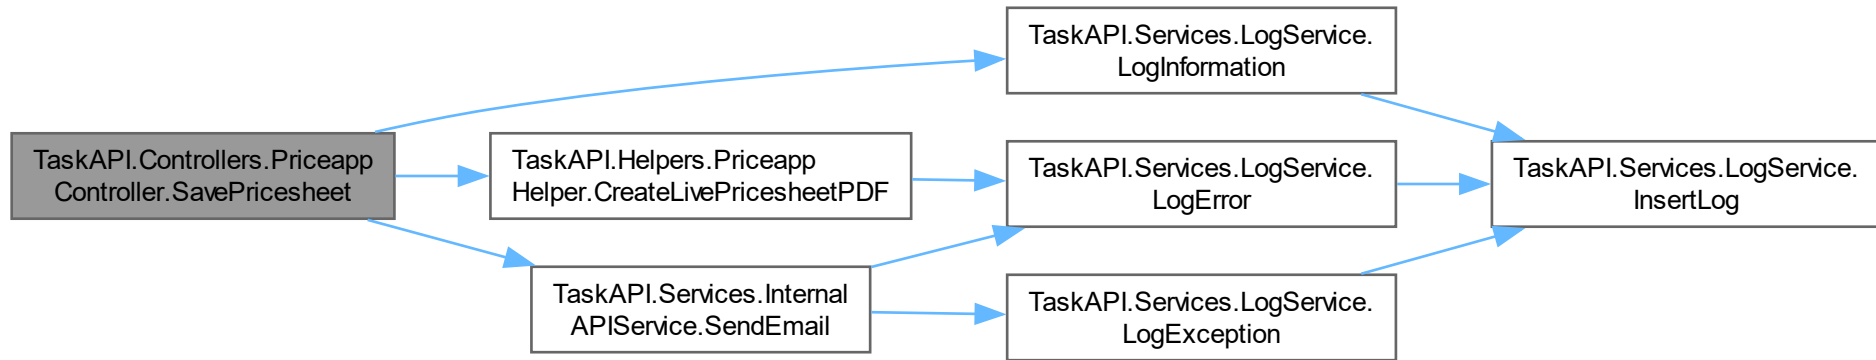 TaskAPI.Controllers.Priceapp
Controller.SavePricesheet
TaskAPI.Services.LogService.
LogInformation
TaskAPI.Helpers.Priceapp
Helper.CreateLivePricesheetPDF
TaskAPI.Services.LogService.
LogError
TaskAPI.Services.LogService.
InsertLog
TaskAPI.Services.Internal
APIService.SendEmail
TaskAPI.Services.LogService.
LogException